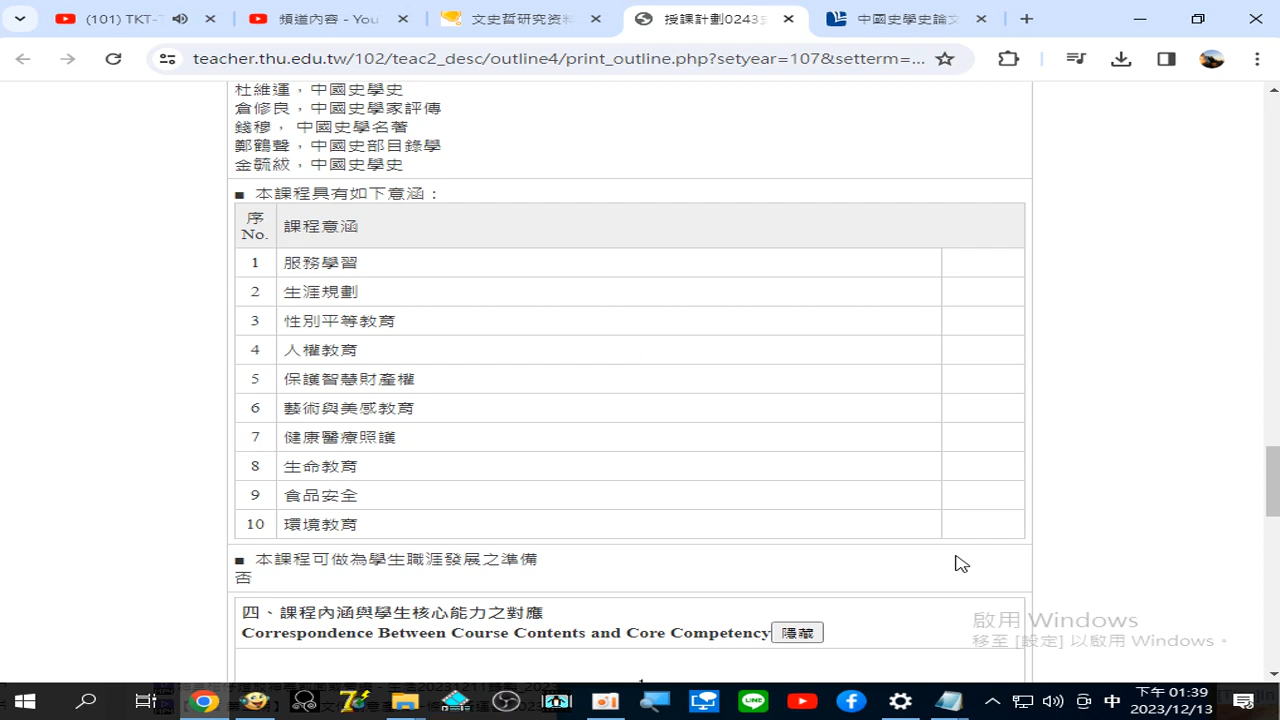 (101) TKT-T
頻道內容 - You
文史哲研究資料
授課計劃0243
中國史學史論文
teacher.thu.edu.tw/102/teac2_desc/outline4/print_outline.php?setyear=107&setterm=...
杜維運，中國史學史
倉修良，中國史學家評傳
錢穆， 中國史學名著
鄭鶴聲，中國史部目錄學
金毓紱，中國史學史
■ 本課程具有如下意涵：
序 No. 課程意涵
1 服務學習
2 生涯規劃
3 性別平等教育
4 人權教育
5 保護智慧財產權
6 藝術與美感教育
7 健康醫療照護
8 生命教育
9 食品安全
10 環境教育
■ 本課程可做為學生職涯發展之準備
否
四、課程內涵與學生核心能力之對應
Correspondence Between Course Contents and Core Competency 隱藏
啟用 Windows
移至 [設定] 以啟用 Windows。
中
下午 01:39
2023/12/13